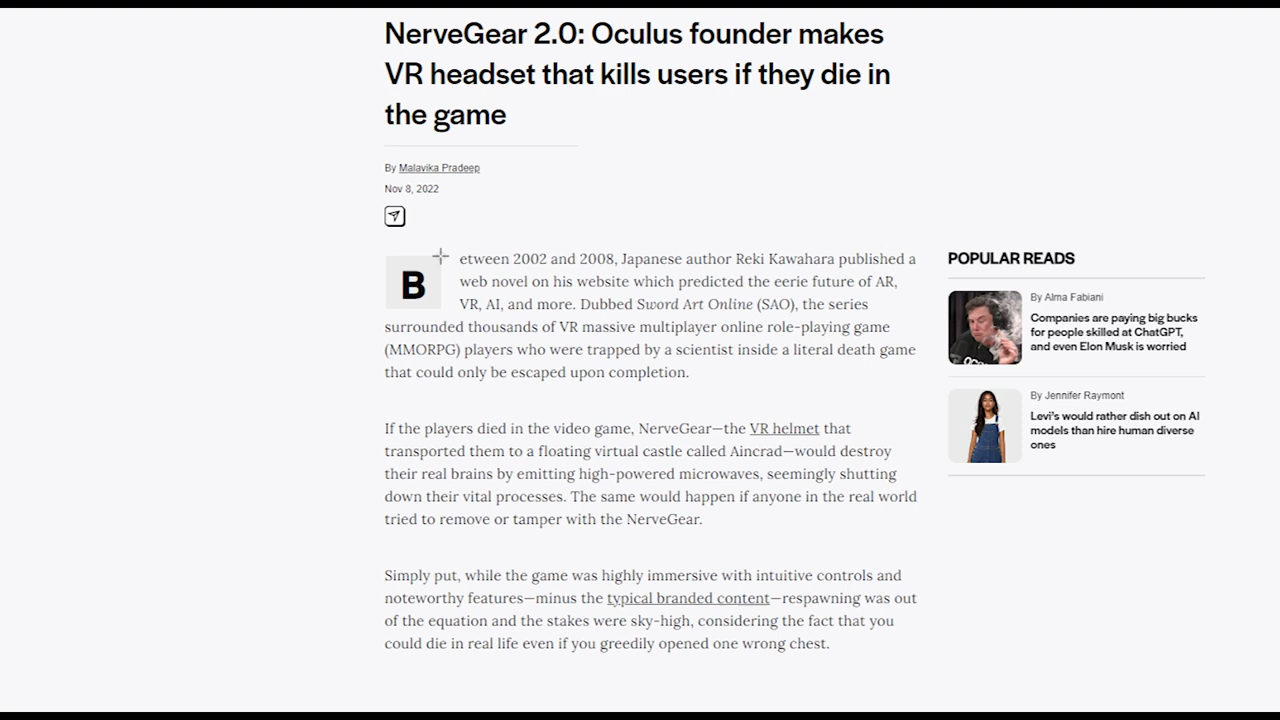 NerveGear 2.0: Oculus founder makes
VR headset that kills users if they die in
the game
By Malavika Pradeep
Nov 8, 2022
Between 2002 and 2008, Japanese author Reki Kawahara published a
web novel on his website which predicted the eerie future of AR,
VR, AI, and more. Dubbed Sword Art Online (SAO), the series
surrounded thousands of VR massive multiplayer online role-playing game
(MMORPG) players who were trapped by a scientist inside a literal death game
that could only be escaped upon completion.
If the players died in the video game, NerveGear—the VR helmet that
transported them to a floating virtual castle called Aincrad—would destroy
their real brains by emitting high-powered microwaves, seemingly shutting
down their vital processes. The same would happen if anyone in the real world
tried to remove or tamper with the NerveGear.
Simply put, while the game was highly immersive with intuitive controls and
noteworthy features—minus the typical branded content—respawning was out
of the equation and the stakes were sky-high, considering the fact that you
could die in real life even if you greedily opened one wrong chest.
POPULAR READS
By Alma Fabiani
Companies are paying big bucks
for people skilled at ChatGPT,
and even Elon Musk is worried
By Jennifer Raymont
Levi's would rather dish out on AI
models than hire human diverse
ones